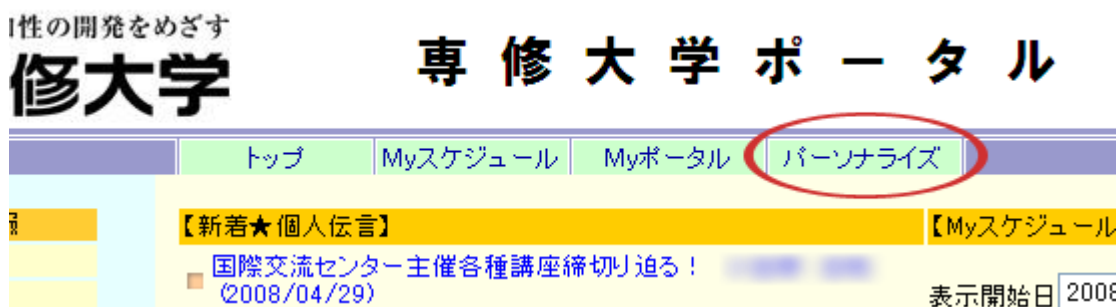 性の開発をめざす
修大学
専修大学ポータル
トップ
Myスケジュール
Myポータル
パーソナライズ
【新着★個人伝言】
国際交流センター主催各種講座締切り迫る！
(2008/04/29)
【Myスケジュール
表示開始日 2008